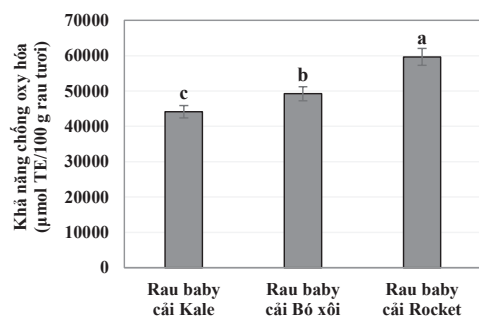 Khả năng chống oxy hóa
(µmol TE/100 g rau tươi)
70000
60000
50000
40000
30000
20000
10000
0
c
b
a
Rau baby
cải Kale
Rau baby
cải Bó xôi
Rau baby
cải Rocket